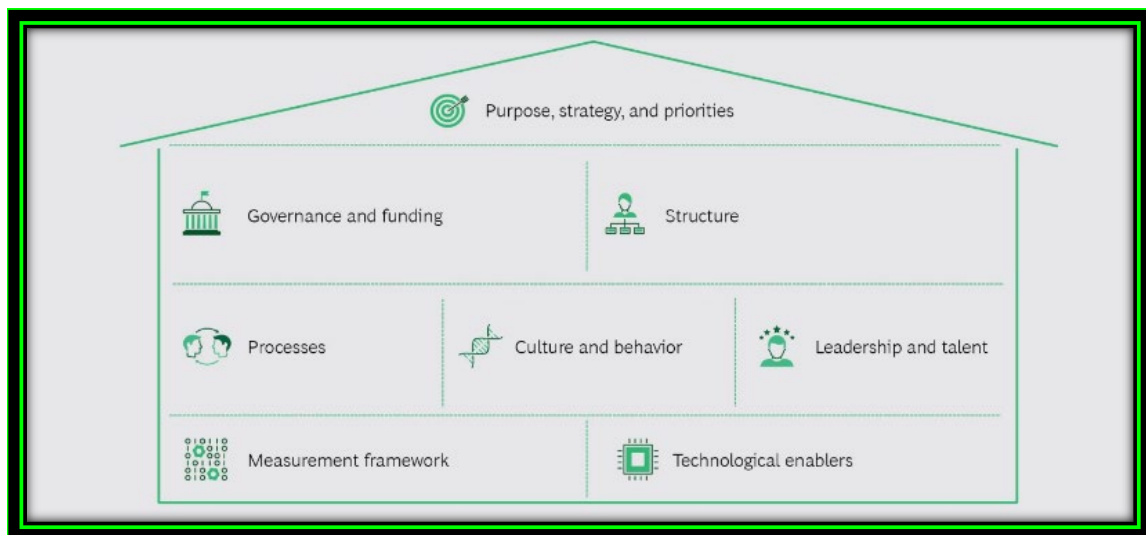 Purpose, strategy, and priorities
Governance and funding
Structure
Processes
Culture and behavior
Leadership and talent
Measurement framework
Technological enablers